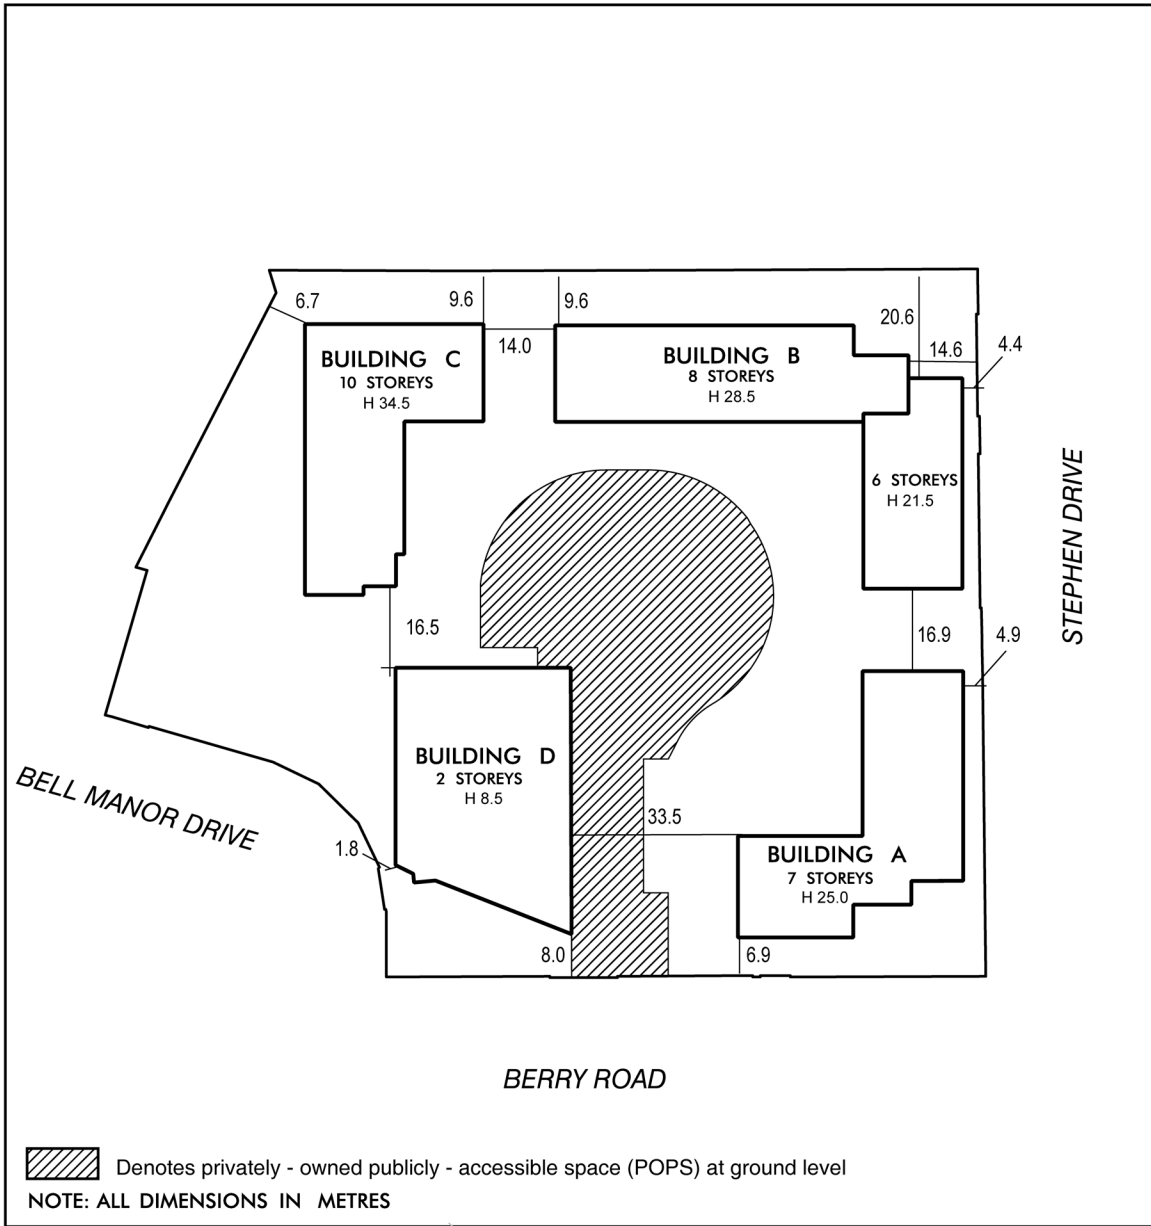 6.7
9.6
9.6
14.0
20.6
14.6
4.4
BUILDING C
10 STOREYS
H 34.5
BUILDING B
8 STOREYS
H 28.5
6 STOREYS
H 21.5
STEPHEN DRIVE
16.5
16.9
4.9
BUILDING D
2 STOREYS
H 8.5
BELL MANOR DRIVE
1.8
33.5
BUILDING A
7 STOREYS
H 25.0
8.0
6.9
BERRY ROAD
Denotes privately - owned publicly - accessible space (POPS) at ground level
NOTE: ALL DIMENSIONS IN METRES